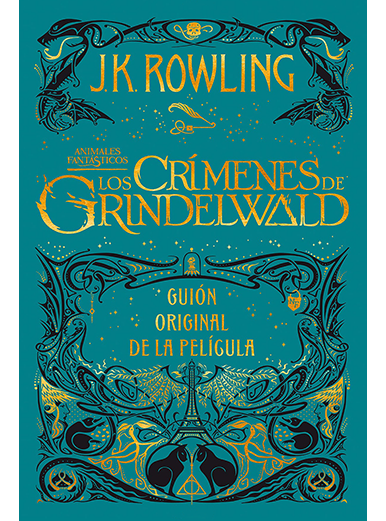 J.K. ROWLING
ANIMALES
FANTÁSTICOS
LOS CRÍMENES DE
GRINDELWALD
GUIÓN
ORIGINAL
DE LA PELÍCULA